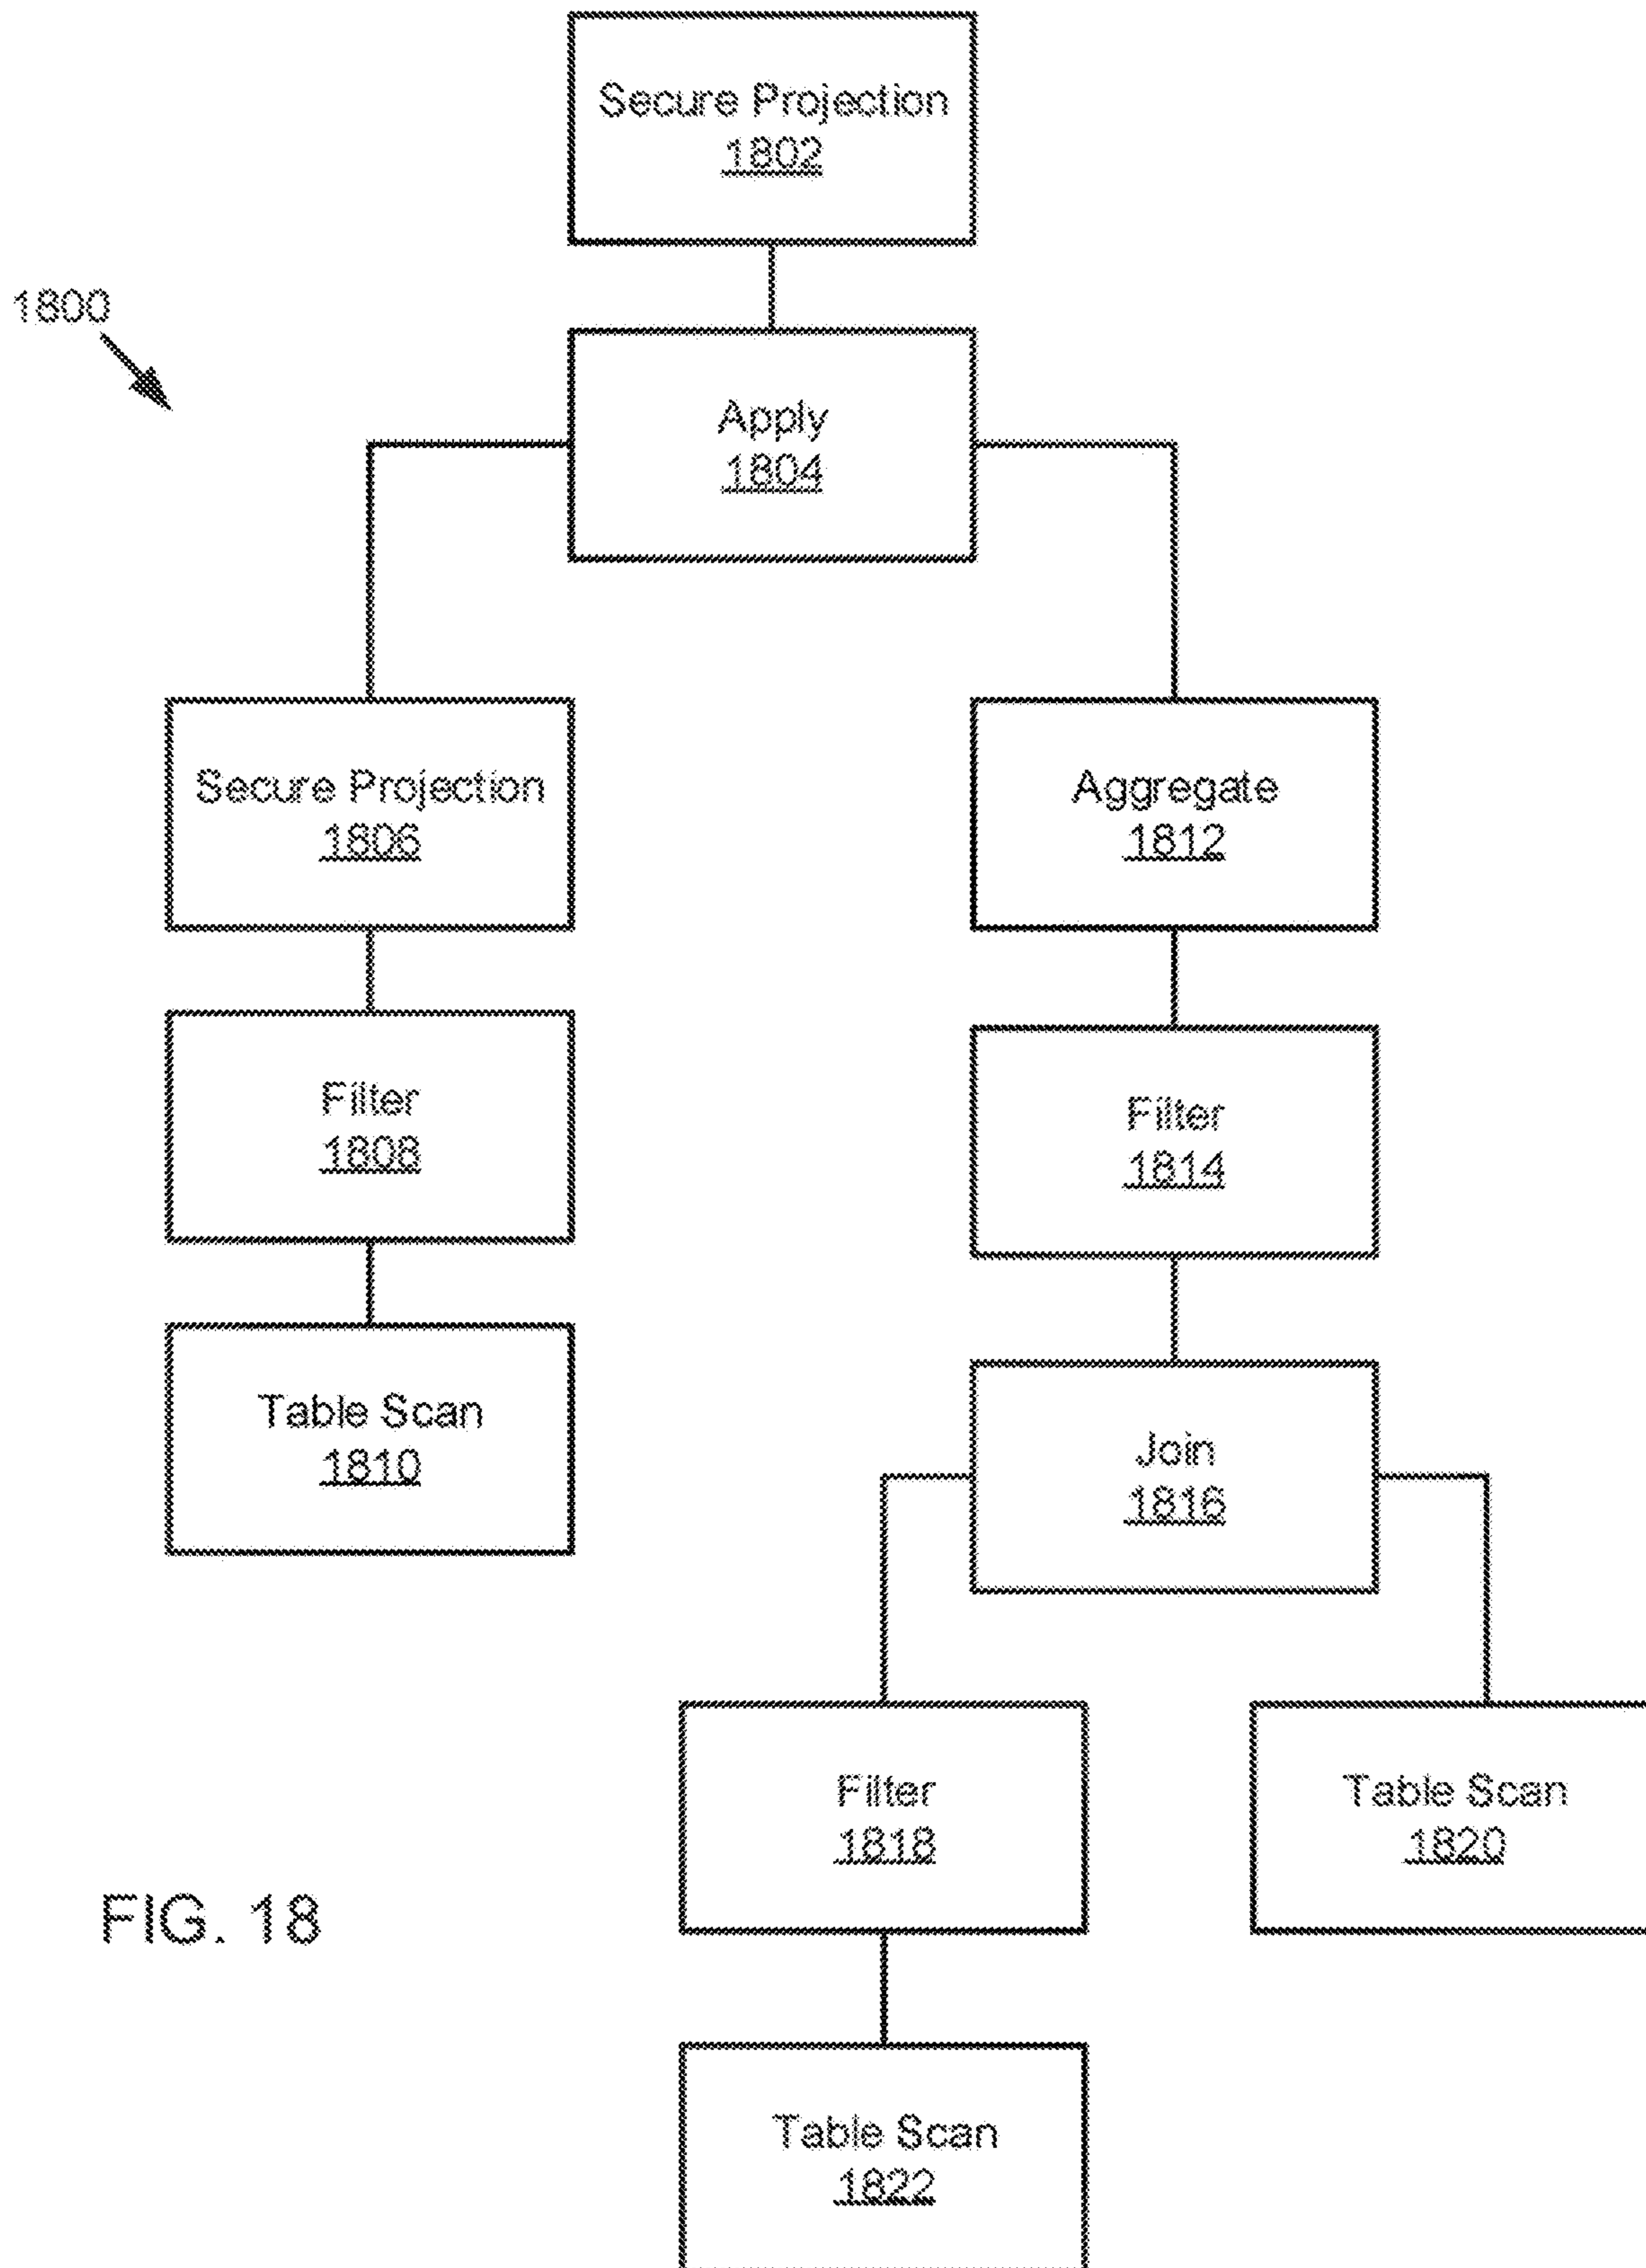 Secure Projection
1802
1800
Apply
1804
Secure Projection
1806
Aggregate
1812
Filter
1808
Filter
1814
Table Scan
1810
Join
1816
Filter
1818
Table Scan
1820
FIG. 18
Table Scan
1822